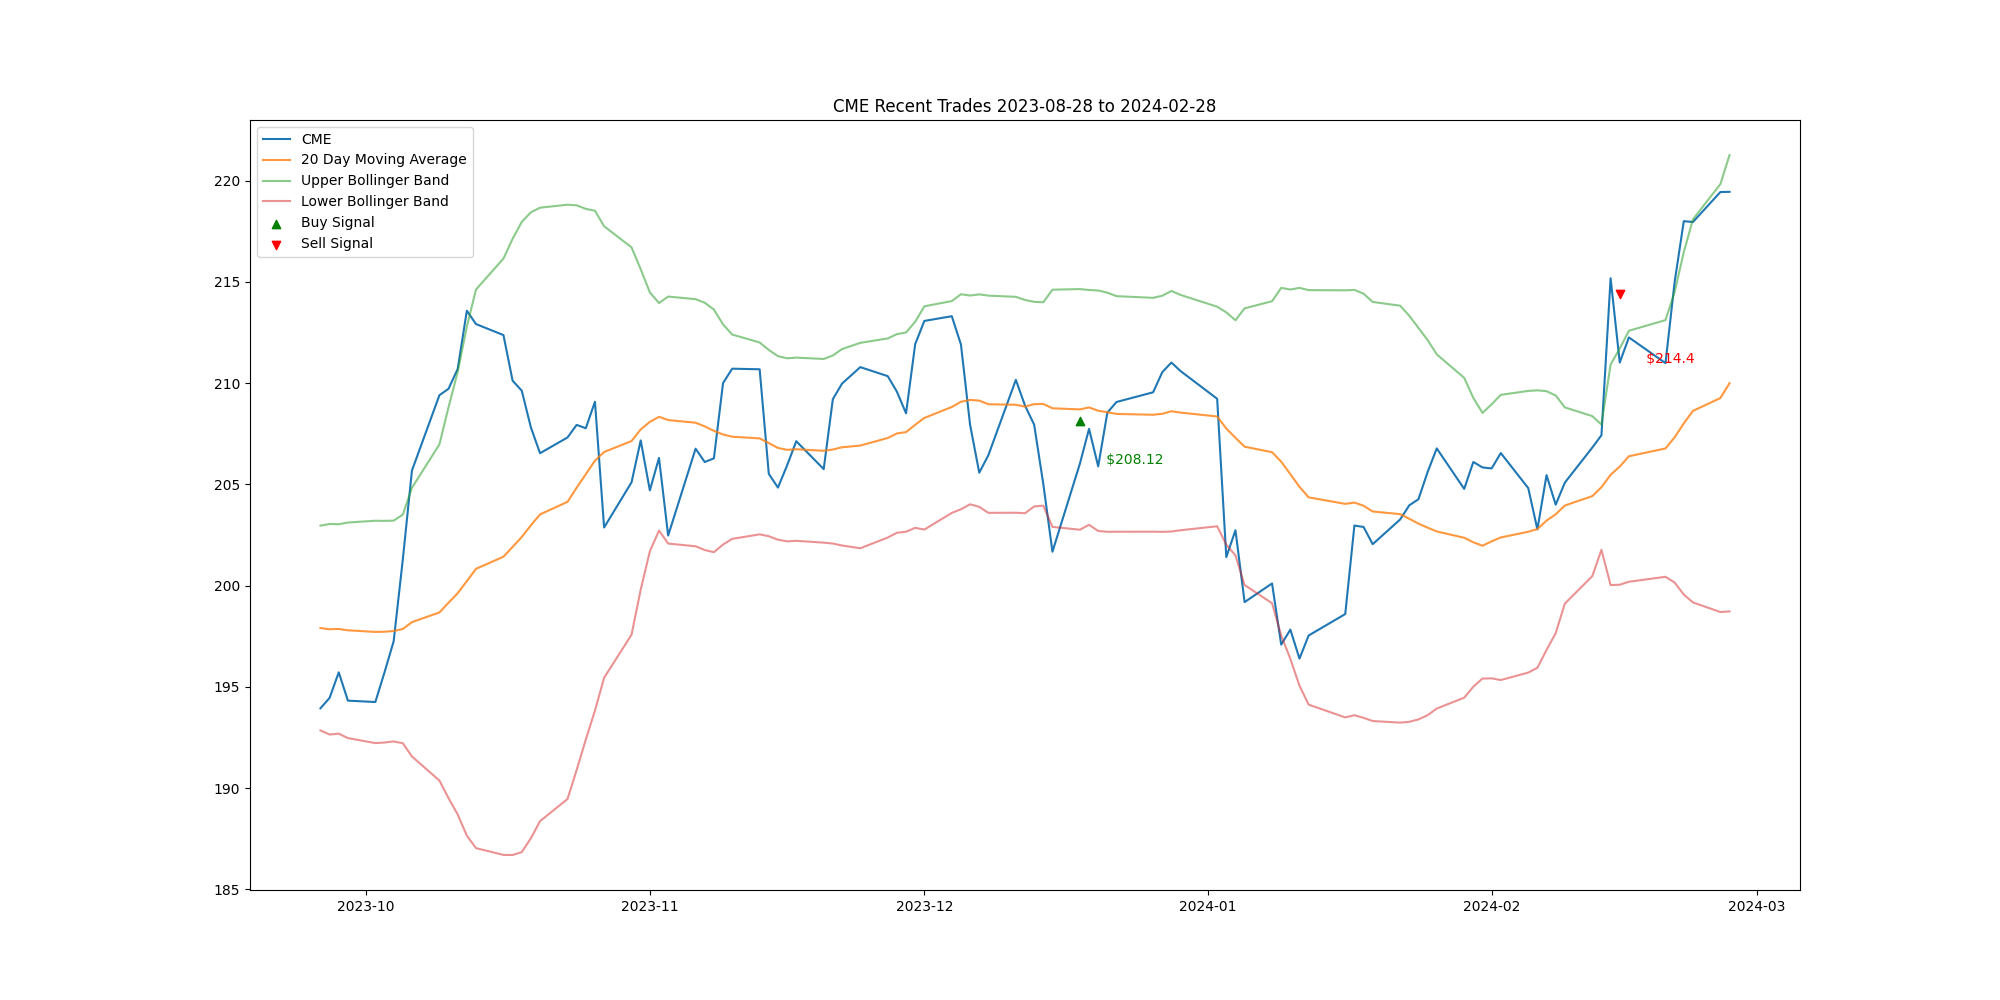 CME Recent Trades 2023-08-28 to 2024-02-28
CME
20 Day Moving Average
Upper Bollinger Band
Lower Bollinger Band
Buy Signal
Sell Signal
220
215
210
205
200
195
190
185
$214.4
$208.12
2023-10
2023-11
2023-12
2024-01
2024-02
2024-03